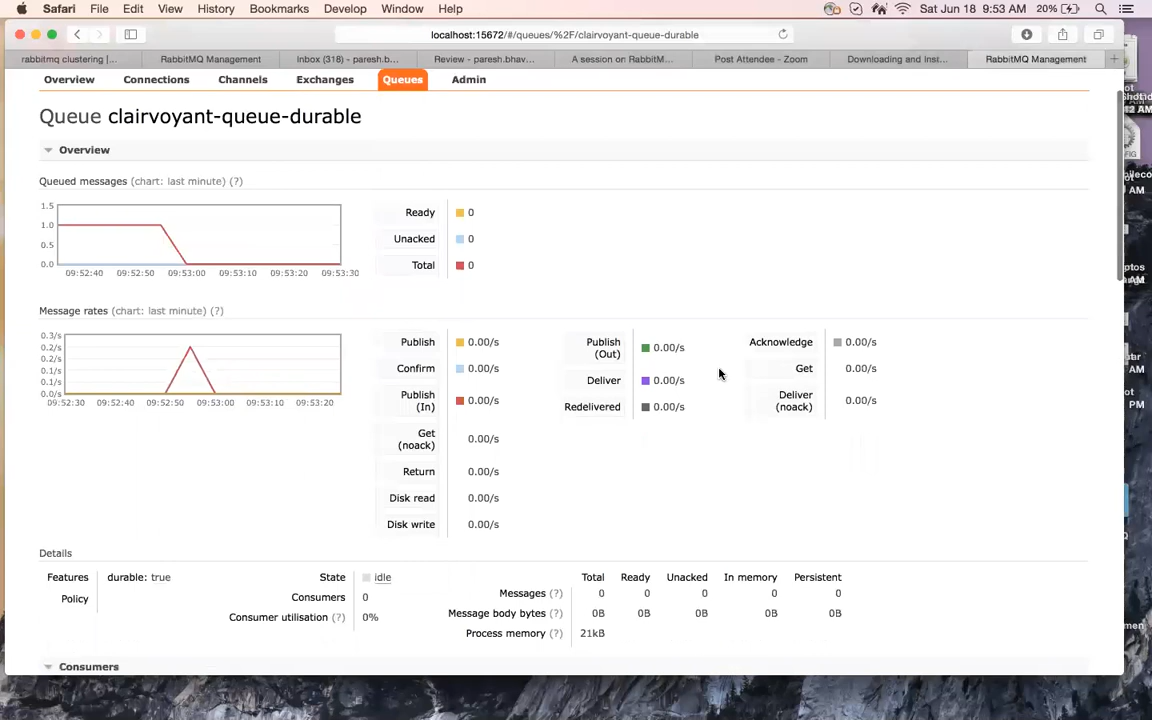 Safari File Edit View History Bookmarks Develop Window Help Sat Jun 18 9:53 AM 20%
localhost:15672/#/queues/%2F/clairvoyant-queue-durable
rabbitmq clustering |... RabbitMQ Management Inbox (318) - paresh.b... Review - paresh.bhav... A session on RabbitM... Post Attendee - Zoom Downloading and Inst... RabbitMQ Management +
Overview Connections Channels Exchanges Queues Admin
Queue clairvoyant-queue-durable
Overview
Queued messages (chart: last minute) (?)
1.5
1.0
0.5
0.0
09:52:40 09:52:50 09:53:00 09:53:10 09:53:20 09:53:30
Ready 0
Unacked 0
Total 0
Message rates (chart: last minute) (?)
0.3/s
0.2/s
0.2/s
0.1/s
0.1/s
0.0/s
09:52:30 09:52:40 09:52:50 09:53:00 09:53:10 09:53:20
Publish 0.00/s
Confirm 0.00/s
Publish (In) 0.00/s
Get (noack) 0.00/s
Return 0.00/s
Disk read 0.00/s
Disk write 0.00/s
Publish (Out) 0.00/s
Deliver 0.00/s
Redelivered 0.00/s
Acknowledge 0.00/s
Get 0.00/s
Deliver (noack) 0.00/s
Details
Features durable: true
Policy
State idle
Consumers 0
Consumer utilisation (?) 0%
Total Ready Unacked In memory Persistent
Messages (?) 0 0 0 0 0
Message body bytes (?) 0B 0B 0B 0B 0B
Process memory (?) 21kB
Consumers